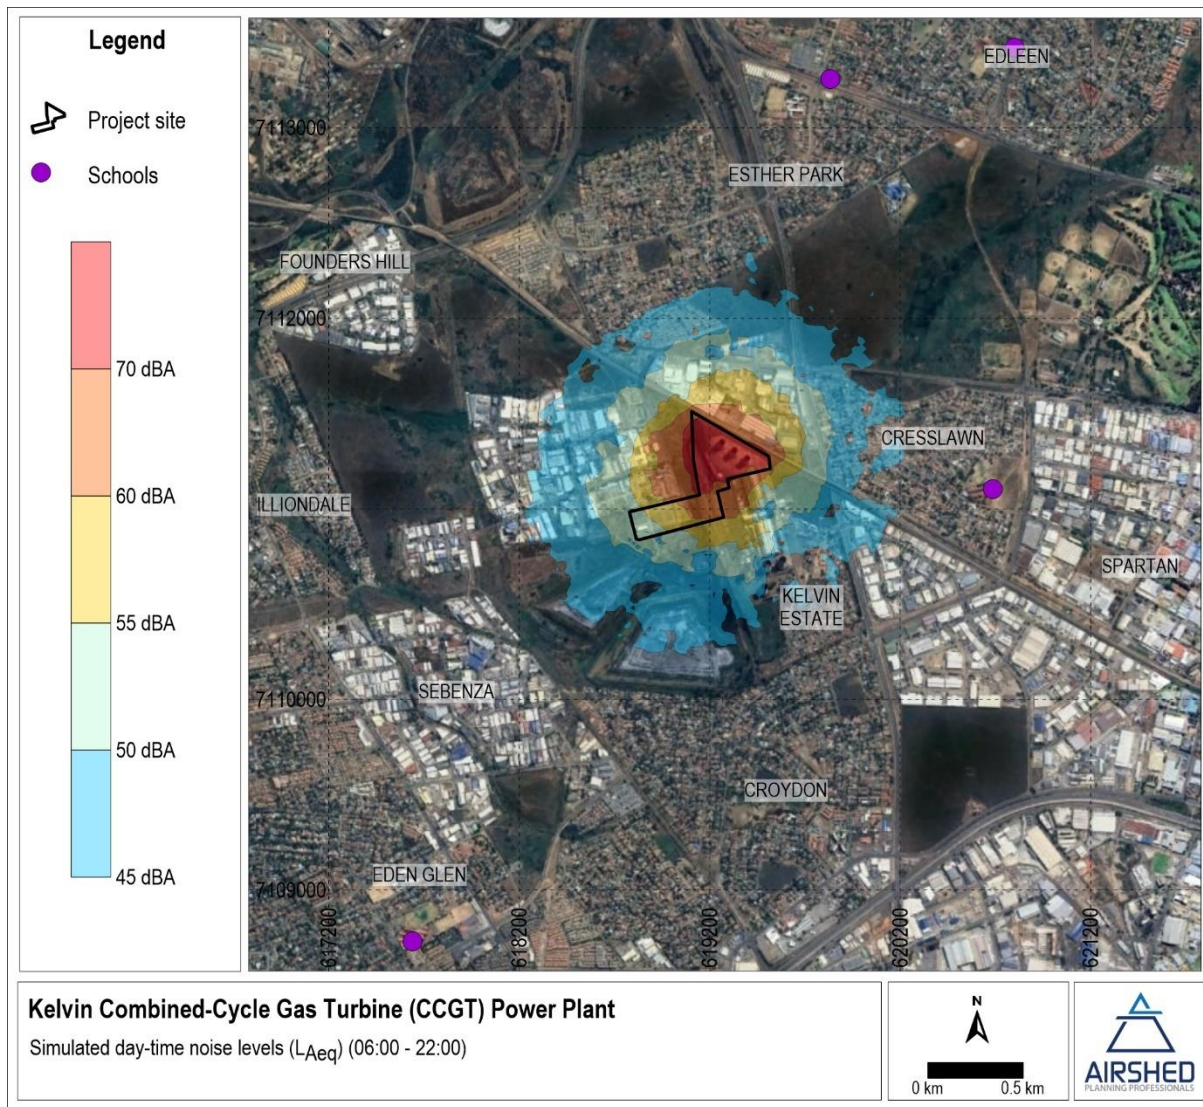 Legend
Project site
Schools
70 dBA
60 dBA
55 dBA
50 dBA
45 dBA
EDLEEN
7113000
ESTHER PARK
FOUNDERS HILL
7112000
CRESSLAWN
ILLIONDALE
SPARTAN
KELVIN
ESTATE
SEBENZA
7110000
CROYDON
EDEN GLEN
7109000
617200
618200
619200
620200
621200
Kelvin Combined-Cycle Gas Turbine (CCGT) Power Plant
Simulated day-time noise levels (LAeq) (06:00 - 22:00)
N
0 km 0.5 km
AIRSHED
PLANNING PROFESSIONALS